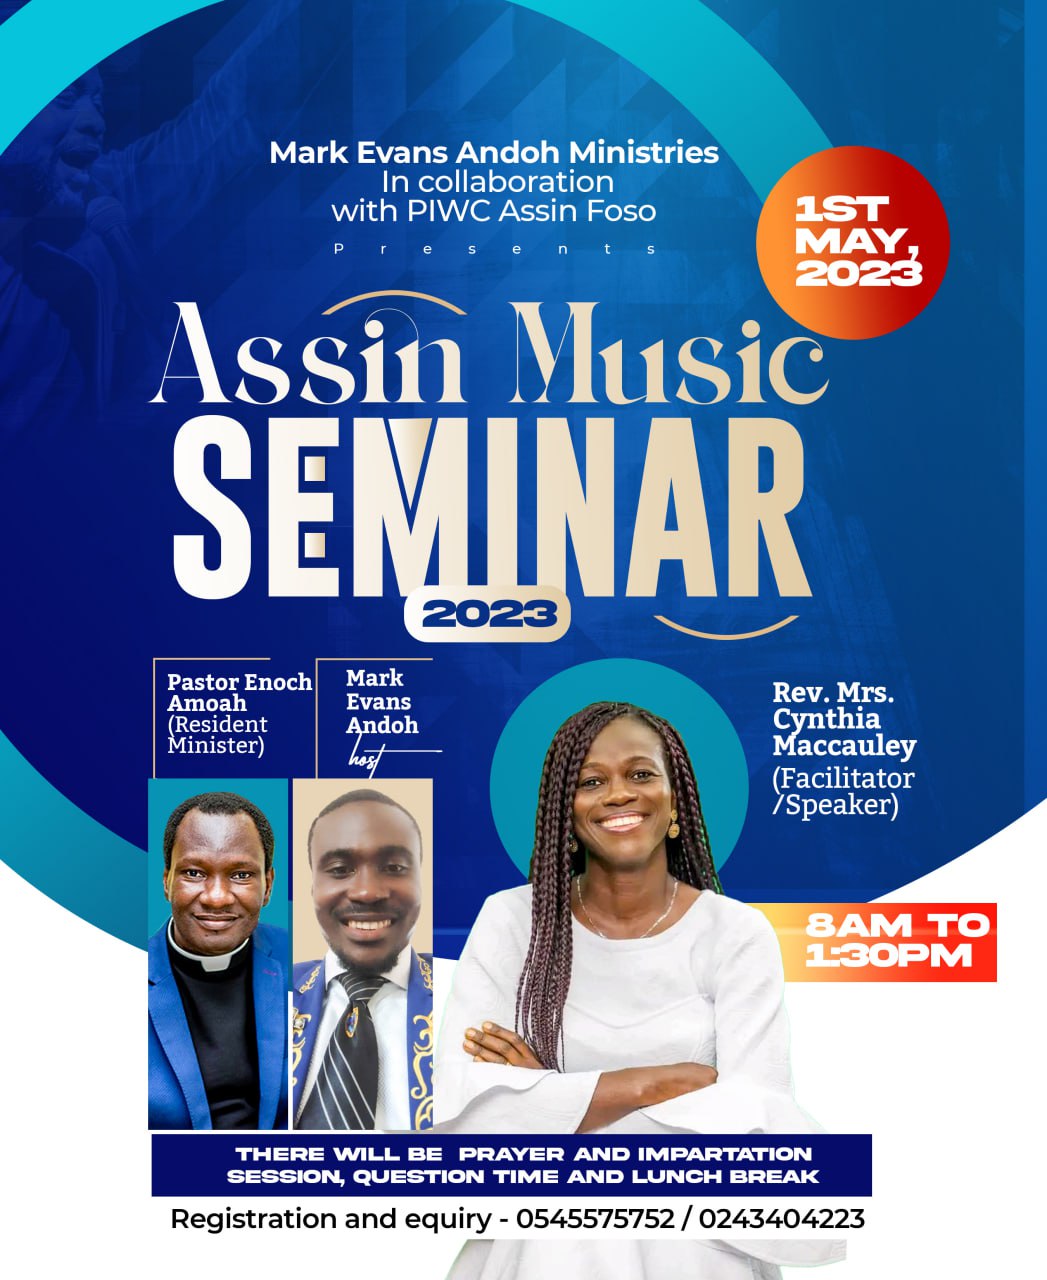 Mark Evans Andoh Ministries
In collaboration
with PIWC Assin Foso
Presents
1ST
MAY,
2023
Assin Music
SEMINAR
2023
Pastor Enoch
Amoah
(Resident
Minister)
Mark
Evans
Andoh
host
Rev. Mrs.
Cynthia
Maccauley
(Facilitator
/Speaker)
8AM TO
1:30PM
THERE WILL BE PRAYER AND IMPARTATION
SESSION, QUESTION TIME AND LUNCH BREAK
Registration and equiry - 0545575752 / 0243404223